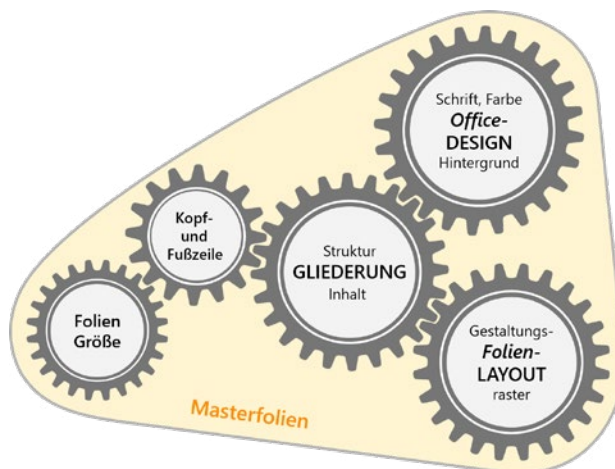 Schrift, Farbe
Office-
DESIGN
Hintergrund
Kopf-
und
Fußzeile
Struktur
GLIEDERUNG
Inhalt
Folien
Größe
Gestaltungs-
Folien-
LAYOUT
raster
Masterfolien